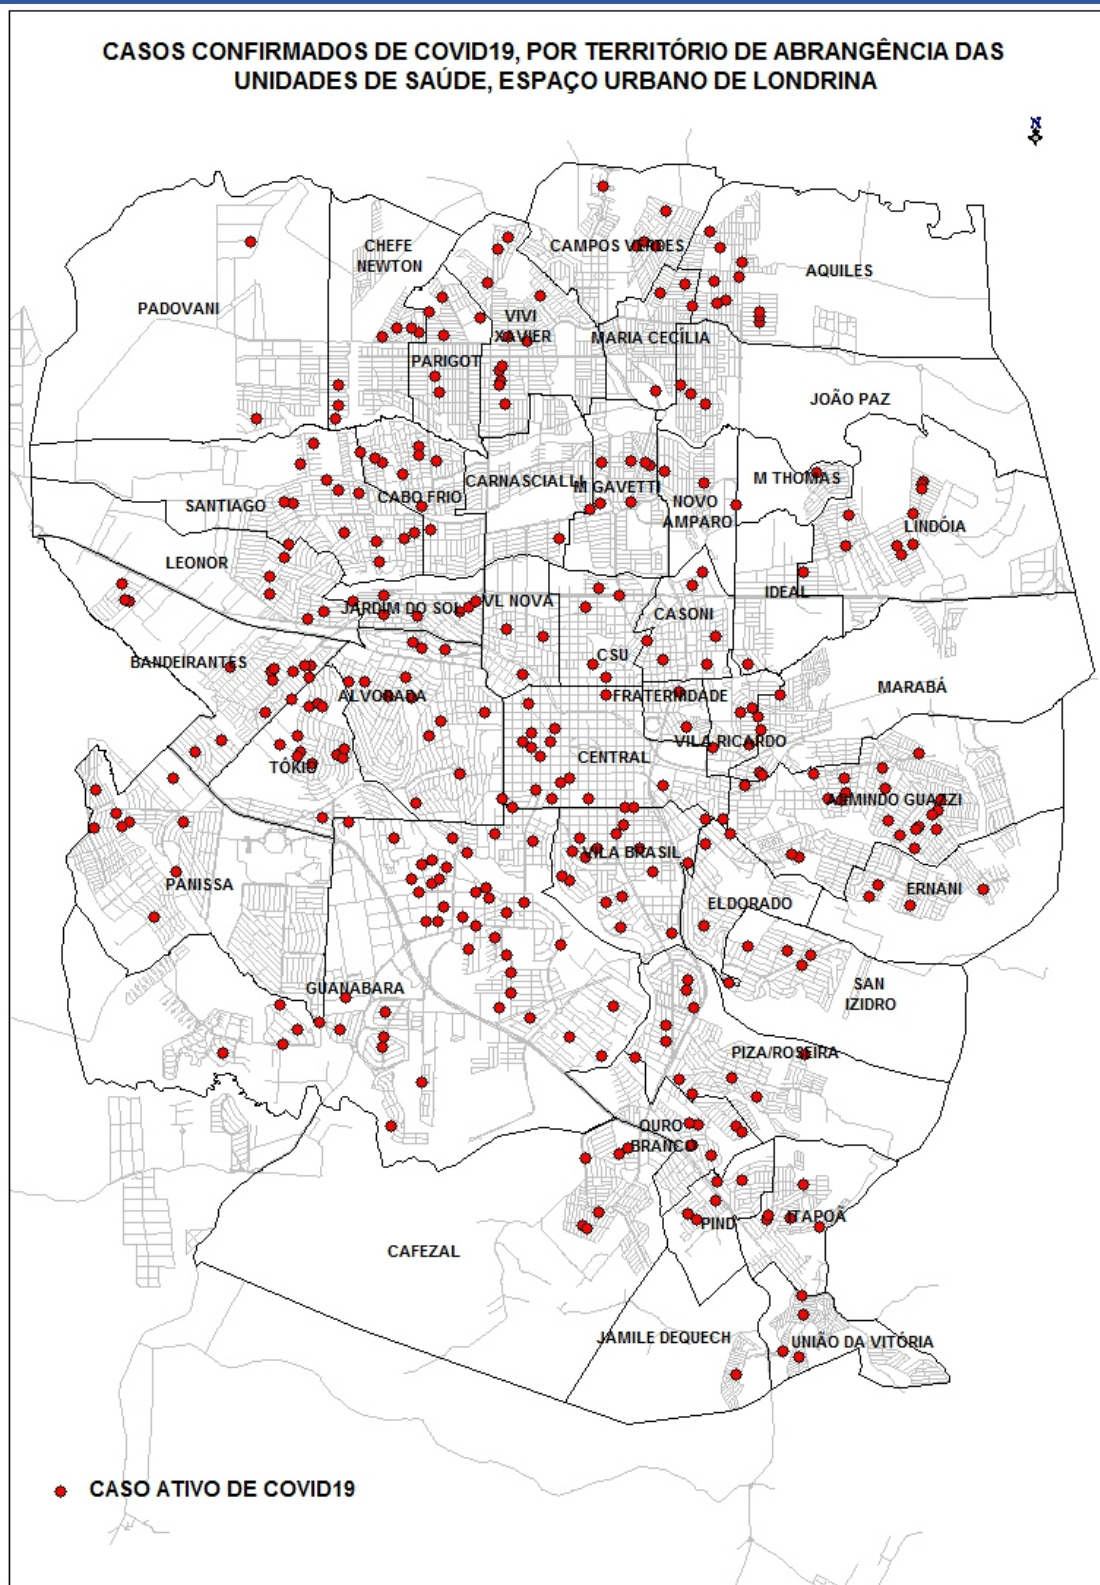 CASOS CONFIRMADOS DE COVID19, POR TERRITÓRIO DE ABRANGÊNCIA DAS
UNIDADES DE SAÚDE, ESPAÇO URBANO DE LONDRINA
N
CHEFE
NEWTON
CAMPOS VERDES
AQUILES
PADOVANI
VIVI
XAVIER
MARIA CECÍLIA
PARIGOT
JOÃO PAZ
SANTIAGO
CABO FRIO
CARNASCIALLI
M GAVETTI
NOVO
AMPARO
M THOMAS
LINDÓIA
LEONOR
IDEAL
JARDIM DO SOL
VL NOVA
CASONI
BANDEIRANTES
CSU
ALVORADA
FRATERNIDADE
MARABÁ
VILA RICARDO
TÓKIO
CENTRAL
ARMINDO GUAZZI
VILA BRASIL
PANISSA
ELDORADO
ERNANI
GUANABARA
SAN
IZIDRO
PIZA/ROSEIRA
OURO
BRANCO
PIND
ITAPOÃ
CAFEZAL
JAMILE DEQUECH
UNIÃO DA VITÓRIA
CASO ATIVO DE COVID19